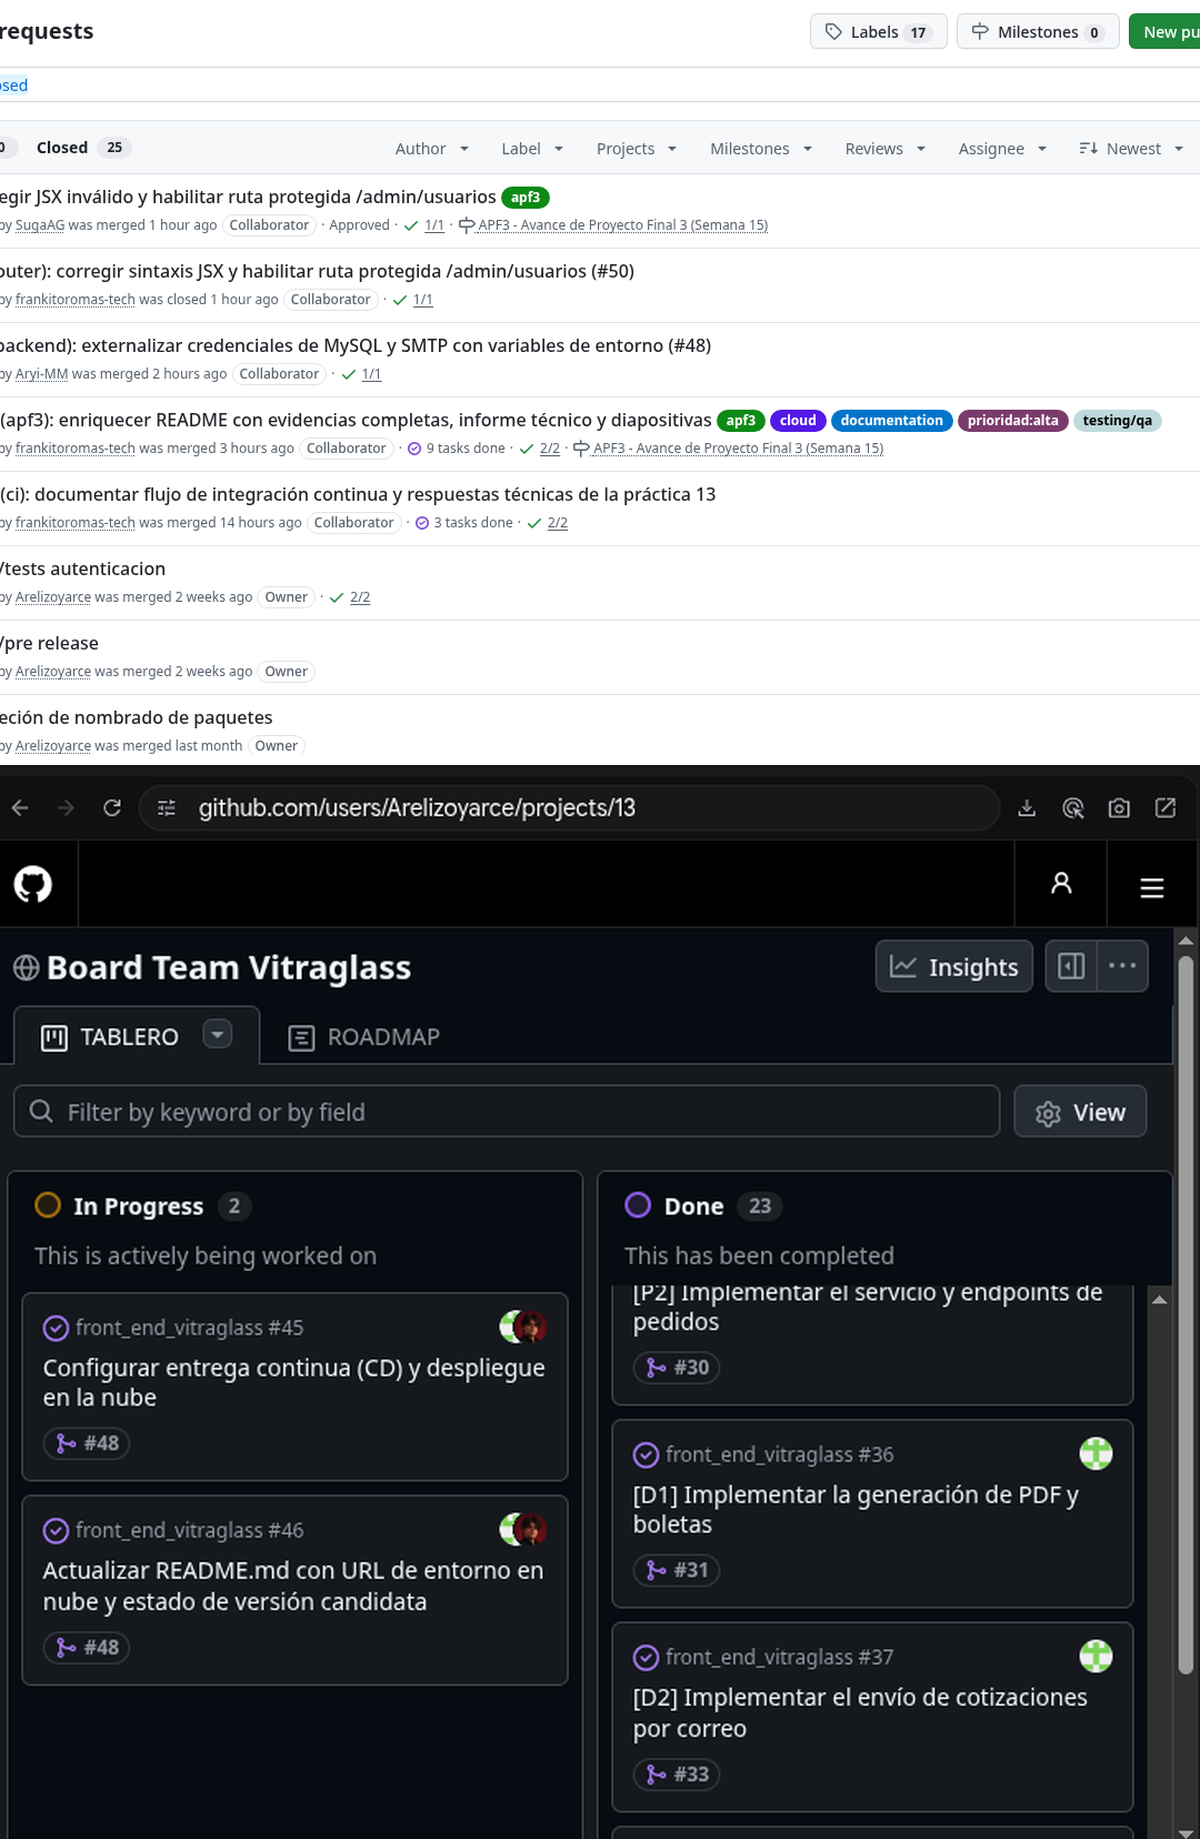 requests
Labels 17
Milestones 0
New pu
osed
0
Closed 25
Author
Label
Projects
Milestones
Reviews
Assignee
Newest
egir JSX inválido y habilitar ruta protegida /admin/usuarios apf3
by SugaAG was merged 1 hour ago Collaborator · Approved · 1/1 · APF3 - Avance de Proyecto Final 3 (Semana 15)
outer): corregir sintaxis JSX y habilitar ruta protegida /admin/usuarios (#50)
by frankitoromas-tech was closed 1 hour ago Collaborator · 1/1
backend): externalizar credenciales de MySQL y SMTP con variables de entorno (#48)
by Aryi-MM was merged 2 hours ago Collaborator · 1/1
(apf3): enriquecer README con evidencias completas, informe técnico y diapositivas apf3 cloud documentation prioridad:alta testing/qa
by frankitoromas-tech was merged 3 hours ago Collaborator · 9 tasks done · 2/2 · APF3 - Avance de Proyecto Final 3 (Semana 15)
(ci): documentar flujo de integración continua y respuestas técnicas de la práctica 13
by frankitoromas-tech was merged 14 hours ago Collaborator · 3 tasks done · 2/2
/tests autenticacion
by Arelizoyarce was merged 2 weeks ago Owner · 2/2
/pre release
by Arelizoyarce was merged 2 weeks ago Owner
eción de nombrado de paquetes
by Arelizoyarce was merged last month Owner
github.com/users/Arelizoyarce/projects/13
Board Team Vitraglass
Insights
TABLERO
ROADMAP
Filter by keyword or by field
View
In Progress 2
This is actively being worked on
front_end_vitraglass #45
Configurar entrega continua (CD) y despliegue
en la nube
#48
front_end_vitraglass #46
Actualizar README.md con URL de entorno en
nube y estado de versión candidata
#48
Done 23
This has been completed
[P2] Implementar el servicio y endpoints de
pedidos
#30
front_end_vitraglass #36
[D1] Implementar la generación de PDF y
boletas
#31
front_end_vitraglass #37
[D2] Implementar el envío de cotizaciones
por correo
#33